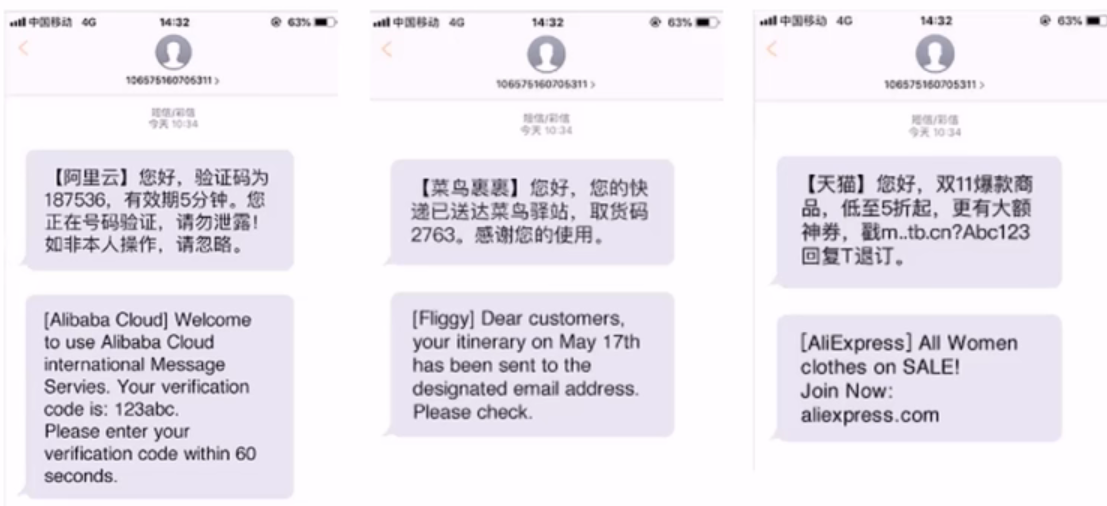 中国移动 4G 14:32 63%
106575160705311 >
短信/彩信
今天 10:34
【阿里云】您好，验证码为
187536，有效期5分钟。您
正在号码验证，请勿泄露！
如非本人操作，请忽略。
[Alibaba Cloud] Welcome
to use Alibaba Cloud
international Message
Servies. Your verification
code is: 123abc.
Please enter your
verification code within 60
seconds.
中国移动 4G 14:32 63%
106575160705311 >
短信/彩信
今天 10:34
【菜鸟裹裹】您好，您的快
递已送达菜鸟驿站，取货码
2763。感谢您的使用。
[Fliggy] Dear customers,
your itinerary on May 17th
has been sent to the
designated email address.
Please check.
中国移动 4G 14:32 63%
106575160705311 >
短信/彩信
今天 10:34
【天猫】您好，双11爆款商
品，低至5折起，更有大额
神券，戳m..tb.cn?Abc123
回复T退订。
[AliExpress] All Women
clothes on SALE!
Join Now:
aliexpress.com